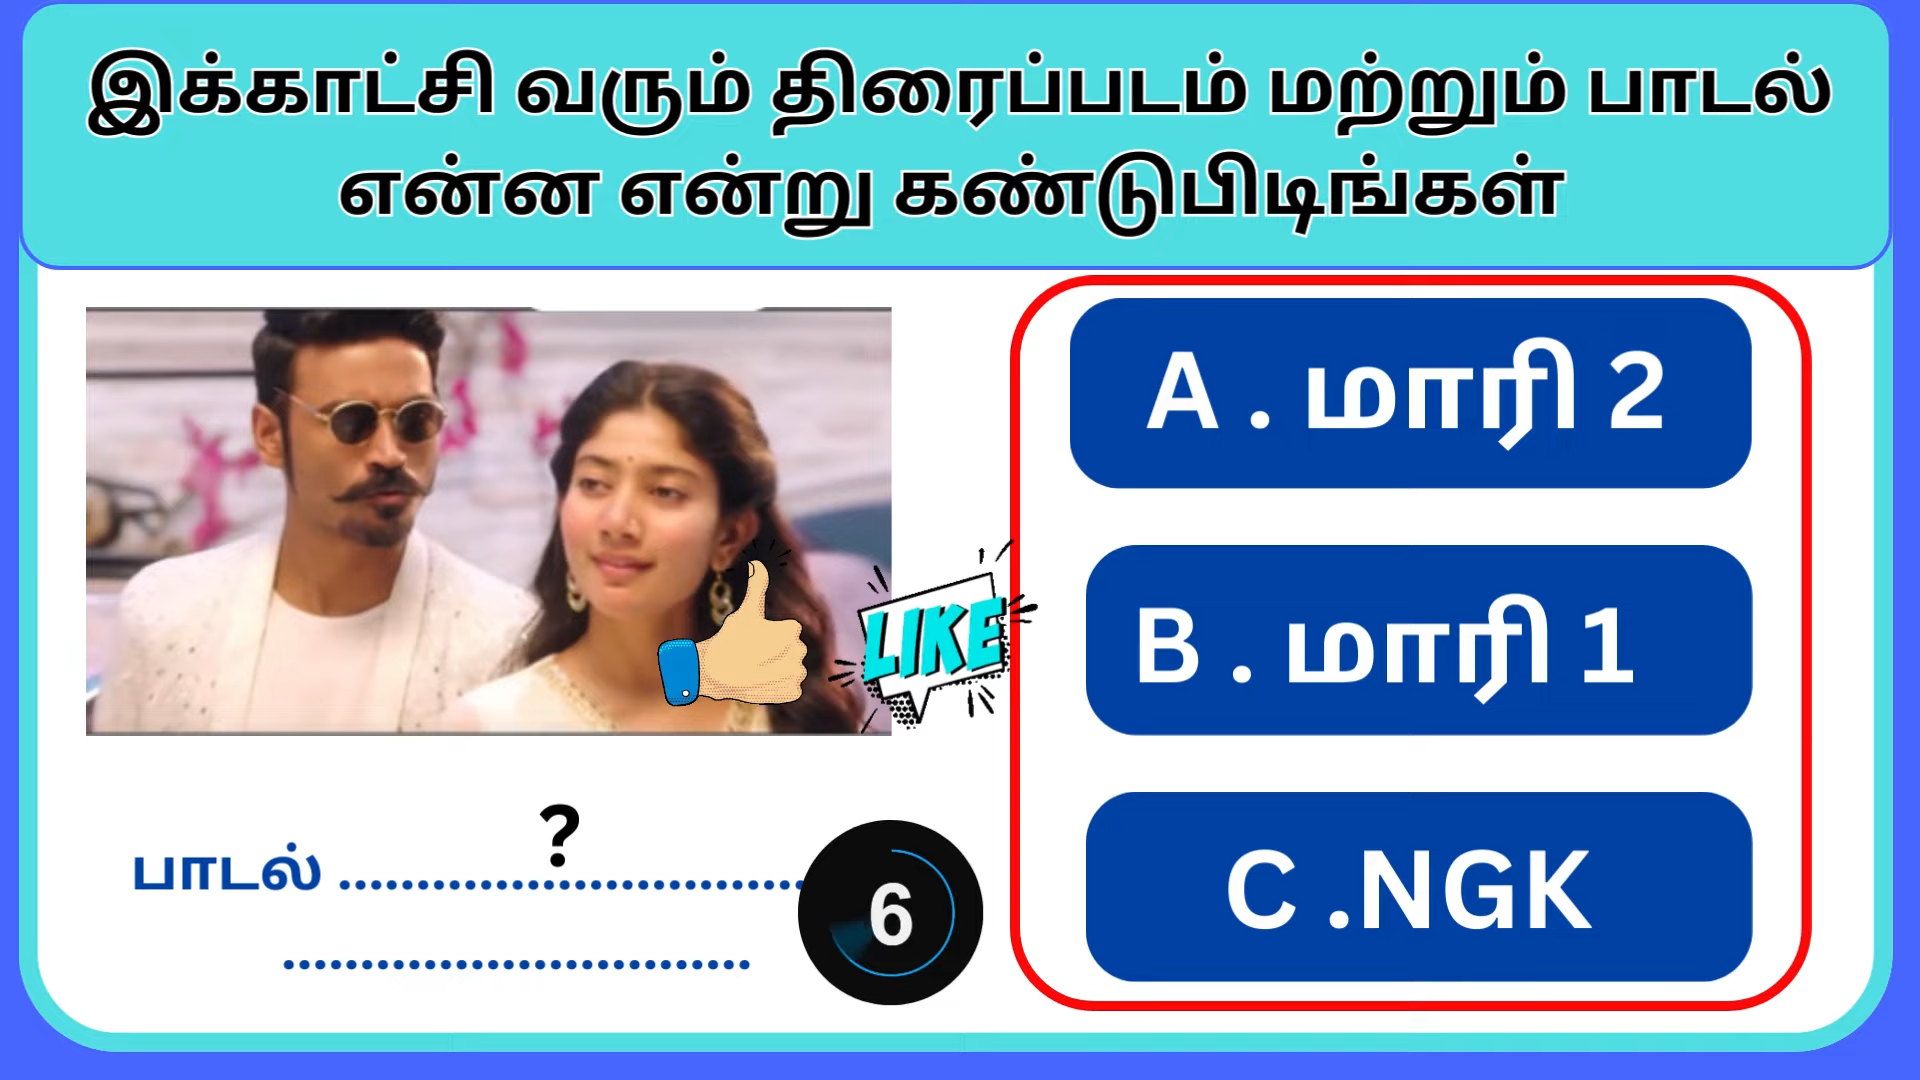 இக்காட்சி வரும் திரைப்படம் மற்றும் பாடல்
என்ன என்று கண்டுபிடிங்கள்
A . மாரி 2
B . மாரி 1
C .NGK
LIKE
?
பாடல் ..............................
..............................
6